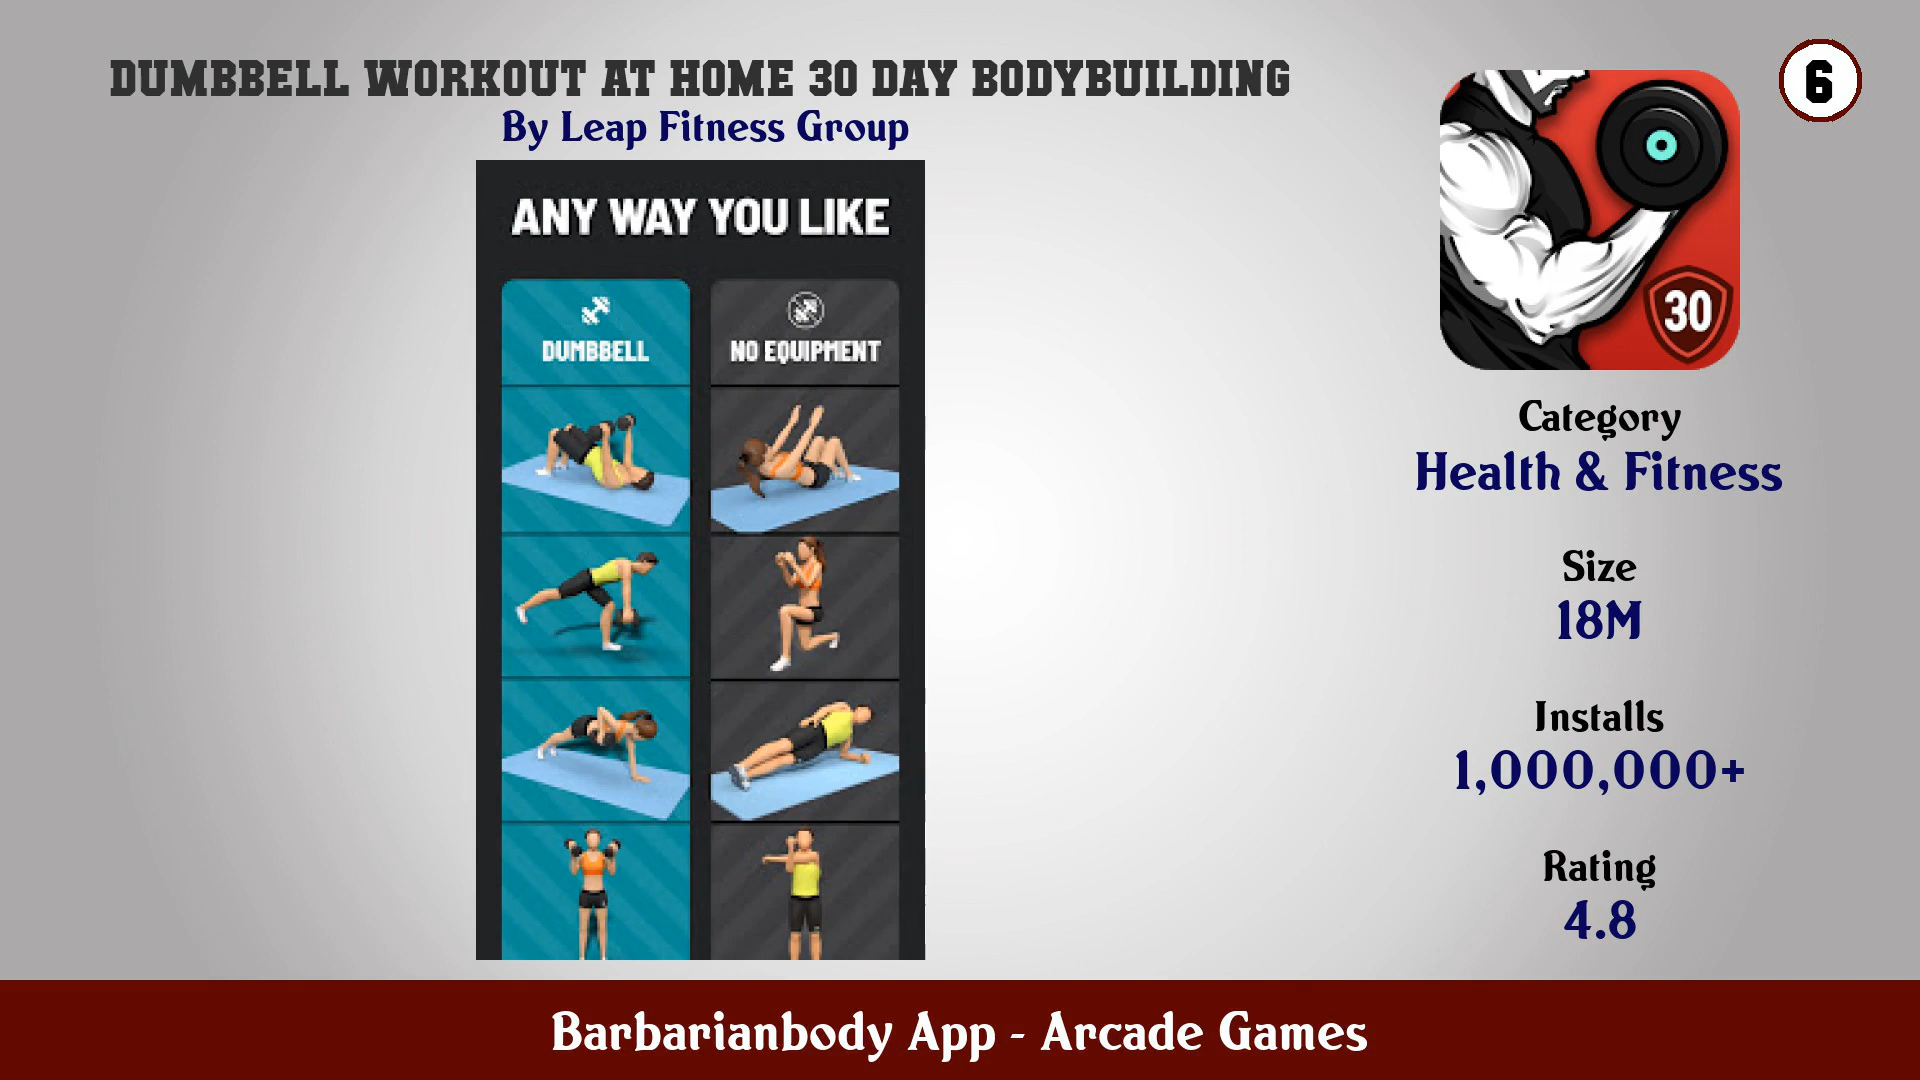 DUMBBELL WORKOUT AT HOME 30 DAY BODYBUILDING
By Leap Fitness Group
6
ANY WAY YOU LIKE
DUMBBELL
NO EQUIPMENT
30
Category
Health & Fitness
Size
18M
Installs
1,000,000+
Rating
4.8
Barbarianbody App - Arcade Games